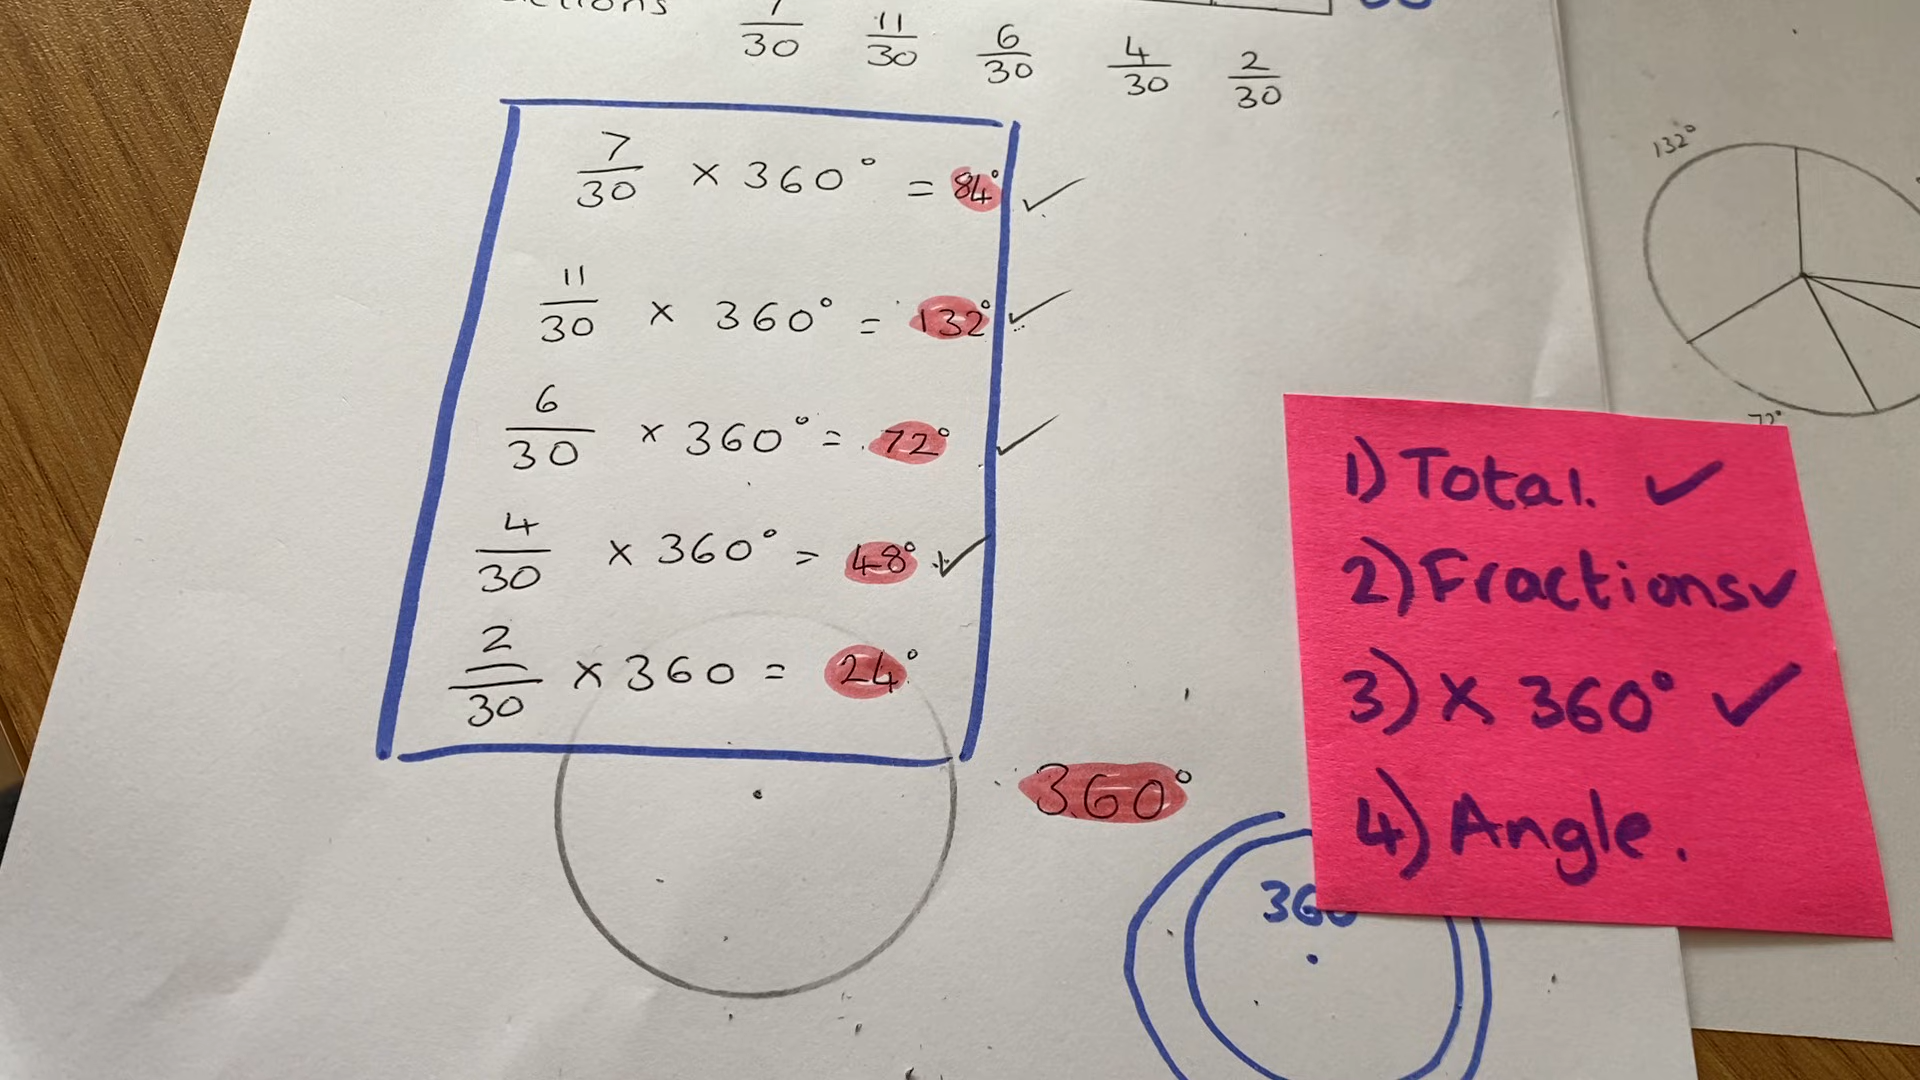 7/30 11/30 6/30 4/30 2/30
7/30 × 360° = 84° ✓
11/30 × 360° = 132° ✓
6/30 × 360° = 72° ✓
4/30 × 360° = 48° ✓
2/30 × 360 = 24°
360°
360
132°
72°
1) Total. ✓
2) Fractions ✓
3) × 360° ✓
4) Angle.